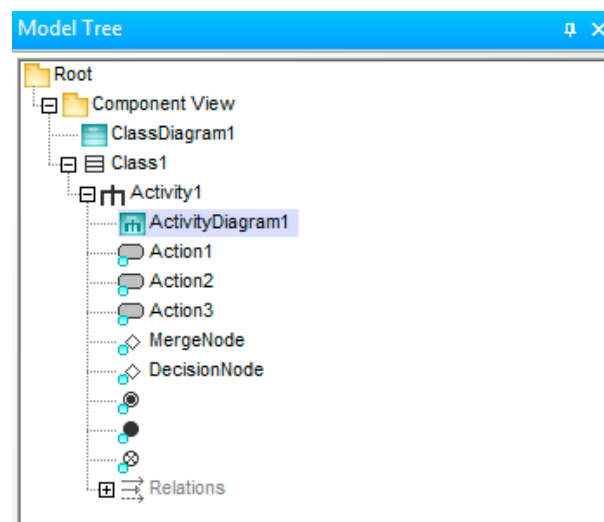 Model Tree
Root
Component View
ClassDiagram1
Class1
Activity1
ActivityDiagram1
Action1
Action2
Action3
MergeNode
DecisionNode
Relations